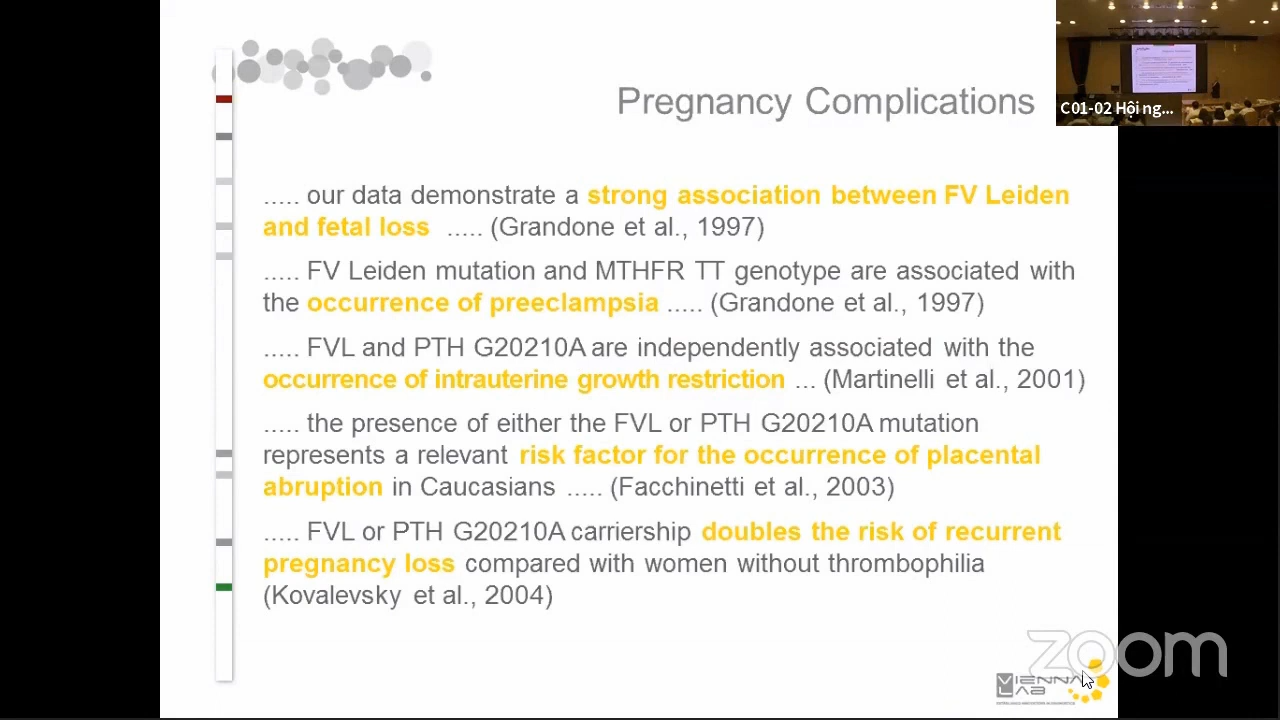 C 01-02 Hội ng...
Pregnancy Complications
..... our data demonstrate a strong association between FV Leiden
and fetal loss ..... (Grandone et al., 1997)
..... FV Leiden mutation and MTHFR TT genotype are associated with
the occurrence of preeclampsia ..... (Grandone et al., 1997)
..... FVL and PTH G20210A are independently associated with the
occurrence of intrauterine growth restriction ... (Martinelli et al., 2001)
..... the presence of either the FVL or PTH G20210A mutation
represents a relevant risk factor for the occurrence of placental
abruption in Caucasians ..... (Facchinetti et al., 2003)
..... FVL or PTH G20210A carriership doubles the risk of recurrent
pregnancy loss compared with women without thrombophilia
(Kovalevsky et al., 2004)
zoom
VIENNA
LAB